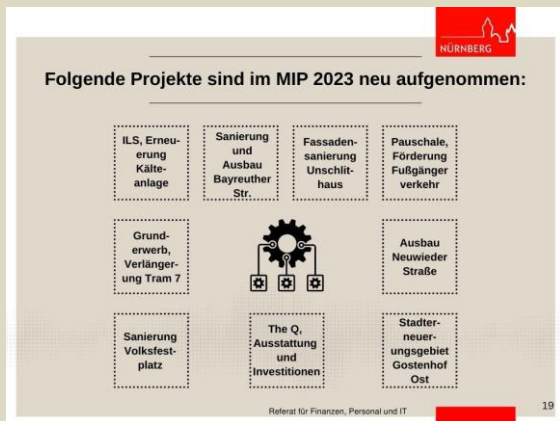 NÜRNBERG
Folgende Projekte sind im MIP 2023 neu aufgenommen:
ILS, Erneu-
erung
Kälte-
anlage
Sanierung
und
Ausbau
Bayreuther
Str.
Fassaden-
sanierung
Unschlitt-
haus
Pauschale,
Förderung
Fußgänger
verkehr
Grund-
erwerb,
Verlänger-
ung Tram 7
Ausbau
Neuwieder
Straße
Sanierung
Volksfest-
platz
The Q,
Ausstattung
und
Investitionen
Stadter-
neuer-
ungsgebiet
Gostenhof
Ost
Referat für Finanzen, Personal und IT
19